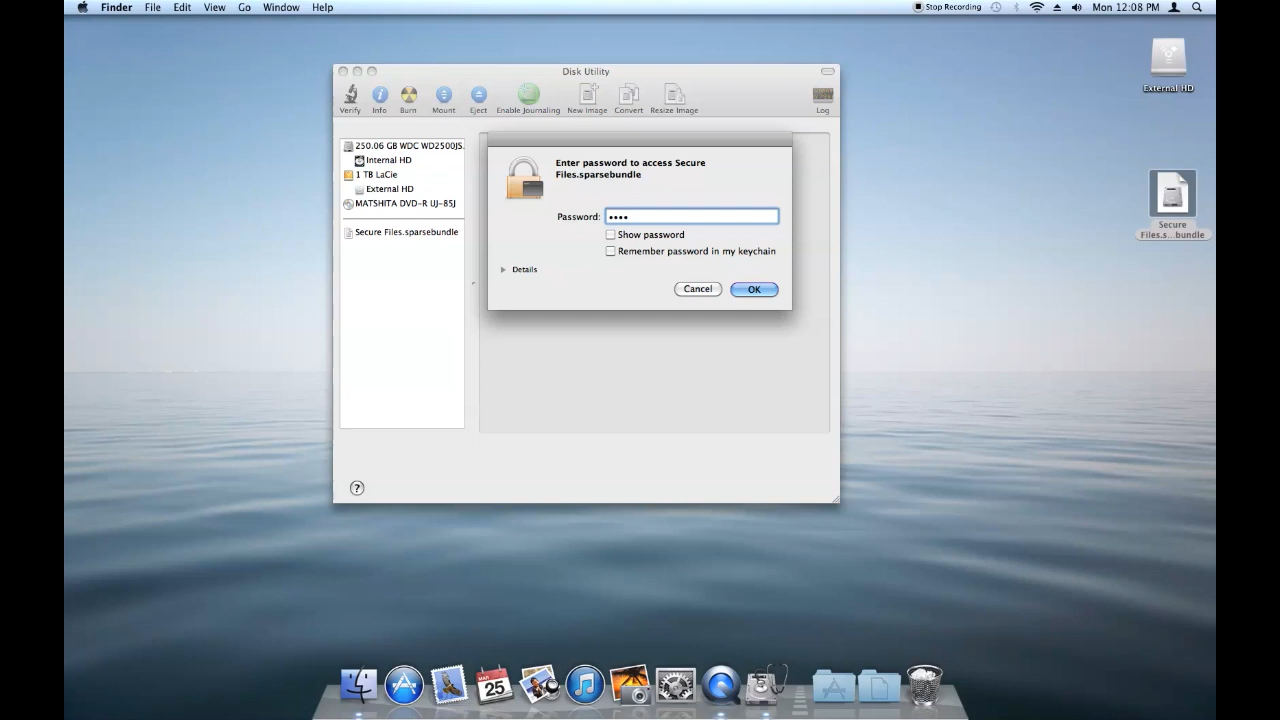 Finder File Edit View Go Window Help Stop Recording Mon 12:08 PM
External HD
Secure
Files.s...bundle
Disk Utility
Verify Info Burn Mount Eject Enable Journaling New Image Convert Resize Image Log
250.06 GB WDC WD2500JS.
Internal HD
1 TB LaCie
External HD
MATSHITA DVD-R UJ-85J
Secure Files.sparsebundle
Enter password to access Secure
Files.sparsebundle
Password: ••••
Show password
Remember password in my keychain
Details
Cancel OK
?
25